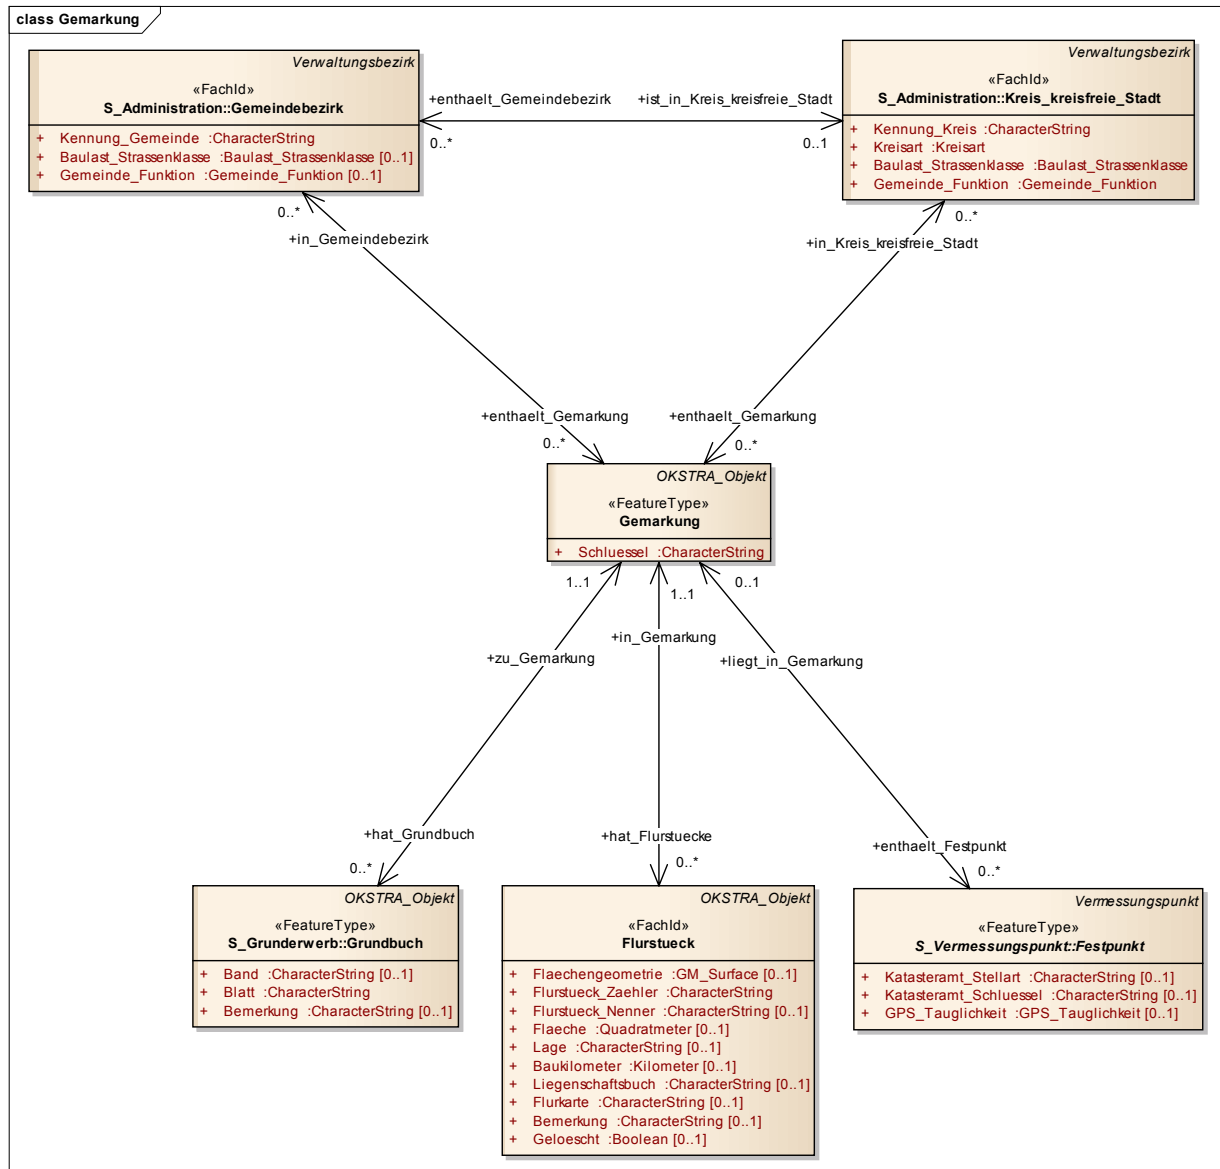 class Gemarkung
Verwaltungsbezirk
«FachId»
S_Administration::Gemeindebezirk
+ Kennung_Gemeinde :CharacterString
+ Baulast_Strassenklasse :Baulast_Strassenklasse [0..1]
+ Gemeinde_Funktion :Gemeinde_Funktion [0..1]
+enthaelt_Gemeindebezirk
0..*
+ist_in_Kreis_kreisfreie_Stadt
0..1
Verwaltungsbezirk
«FachId»
S_Administration::Kreis_kreisfreie_Stadt
+ Kennung_Kreis :CharacterString
+ Kreisart :Kreisart
+ Baulast_Strassenklasse :Baulast_Strassenklasse
+ Gemeinde_Funktion :Gemeinde_Funktion
0..*
+in_Gemeindebezirk
0..*
+in_Kreis_kreisfreie_Stadt
+enthaelt_Gemarkung
0..*
+enthaelt_Gemarkung
0..*
OKSTRA_Objekt
«FeatureType»
Gemarkung
+ Schluessel :CharacterString
1..1
+zu_Gemarkung
1..1
+in_Gemarkung
0..1
+liegt_in_Gemarkung
+hat_Grundbuch
0..*
+hat_Flurstuecke
0..*
+enthaelt_Festpunkt
0..*
OKSTRA_Objekt
«FeatureType»
S_Grunderwerb::Grundbuch
+ Band :CharacterString [0..1]
+ Blatt :CharacterString
+ Bemerkung :CharacterString [0..1]
OKSTRA_Objekt
«FachId»
Flurstueck
+ Flaechengeometrie :GM_Surface [0..1]
+ Flurstueck_Zaehler :CharacterString
+ Flurstueck_Nenner :CharacterString [0..1]
+ Flaeche :Quadratmeter [0..1]
+ Lage :CharacterString [0..1]
+ Baukilometer :Kilometer [0..1]
+ Liegenschaftsbuch :CharacterString [0..1]
+ Flurkarte :CharacterString [0..1]
+ Bemerkung :CharacterString [0..1]
+ Geloescht :Boolean [0..1]
Vermessungspunkt
«FeatureType»
S_Vermessungspunkt::Festpunkt
+ Katasteramt_Stellart :CharacterString [0..1]
+ Katasteramt_Schluessel :CharacterString [0..1]
+ GPS_Tauglichkeit :GPS_Tauglichkeit [0..1]